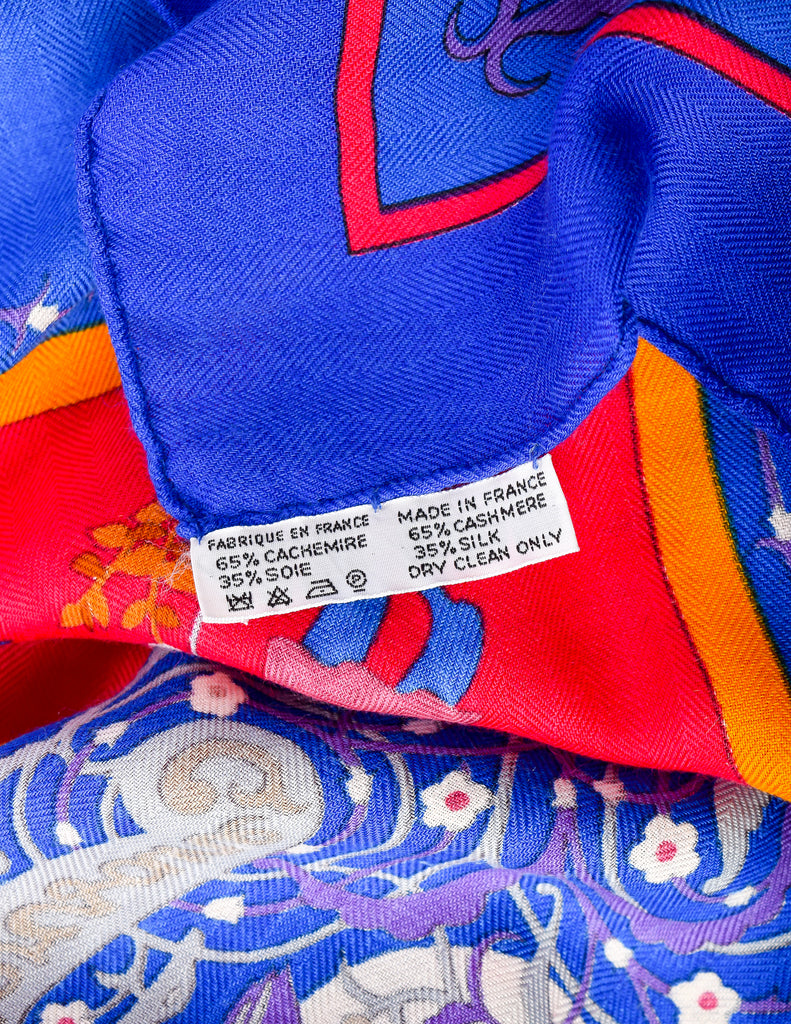 FABRIQUE EN FRANCE
65% CACHEMIRE
35% SOIE
MADE IN FRANCE
65% CASHMERE
35% SILK
DRY CLEAN ONLY